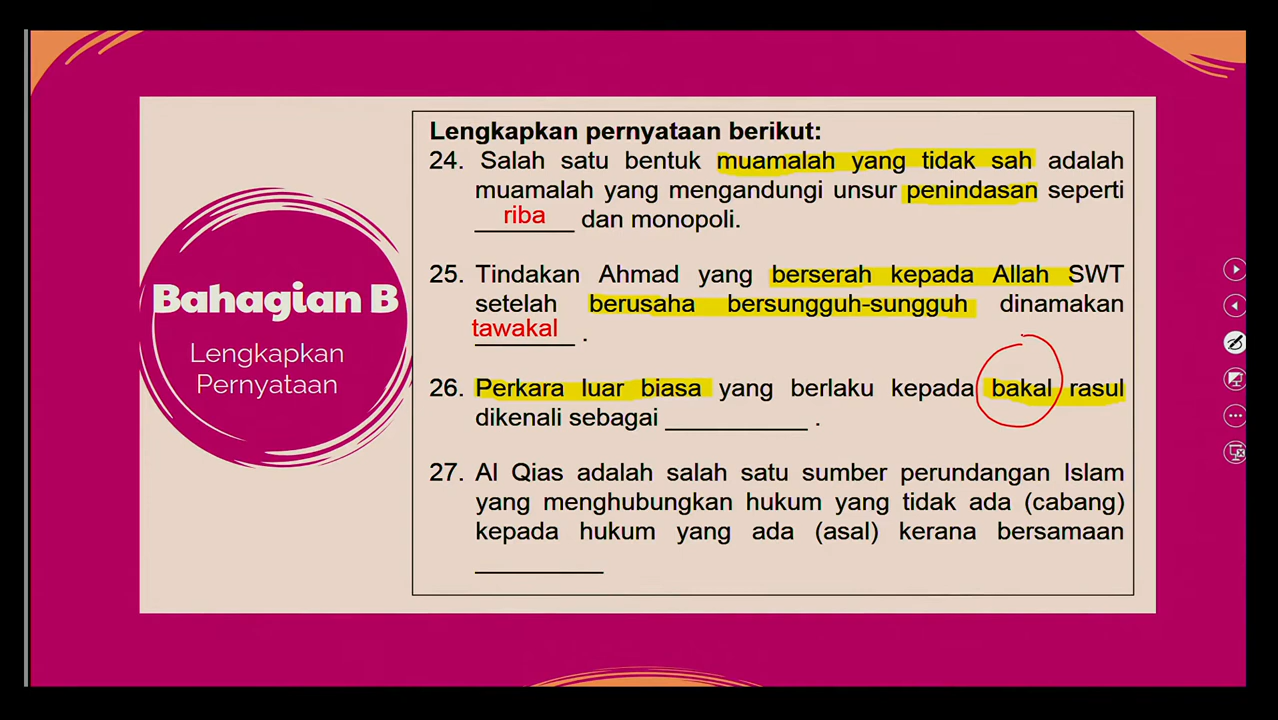 Bahagian B
Lengkapkan
Pernyataan
Lengkapkan pernyataan berikut:
24. Salah satu bentuk muamalah yang tidak sah adalah
muamalah yang mengandungi unsur penindasan seperti
riba dan monopoli.
25. Tindakan Ahmad yang berserah kepada Allah SWT
setelah berusaha bersungguh-sungguh dinamakan
tawakal .
26. Perkara luar biasa yang berlaku kepada bakal rasul
dikenali sebagai __________ .
27. Al Qias adalah salah satu sumber perundangan Islam
yang menghubungkan hukum yang tidak ada (cabang)
kepada hukum yang ada (asal) kerana bersamaan
_________